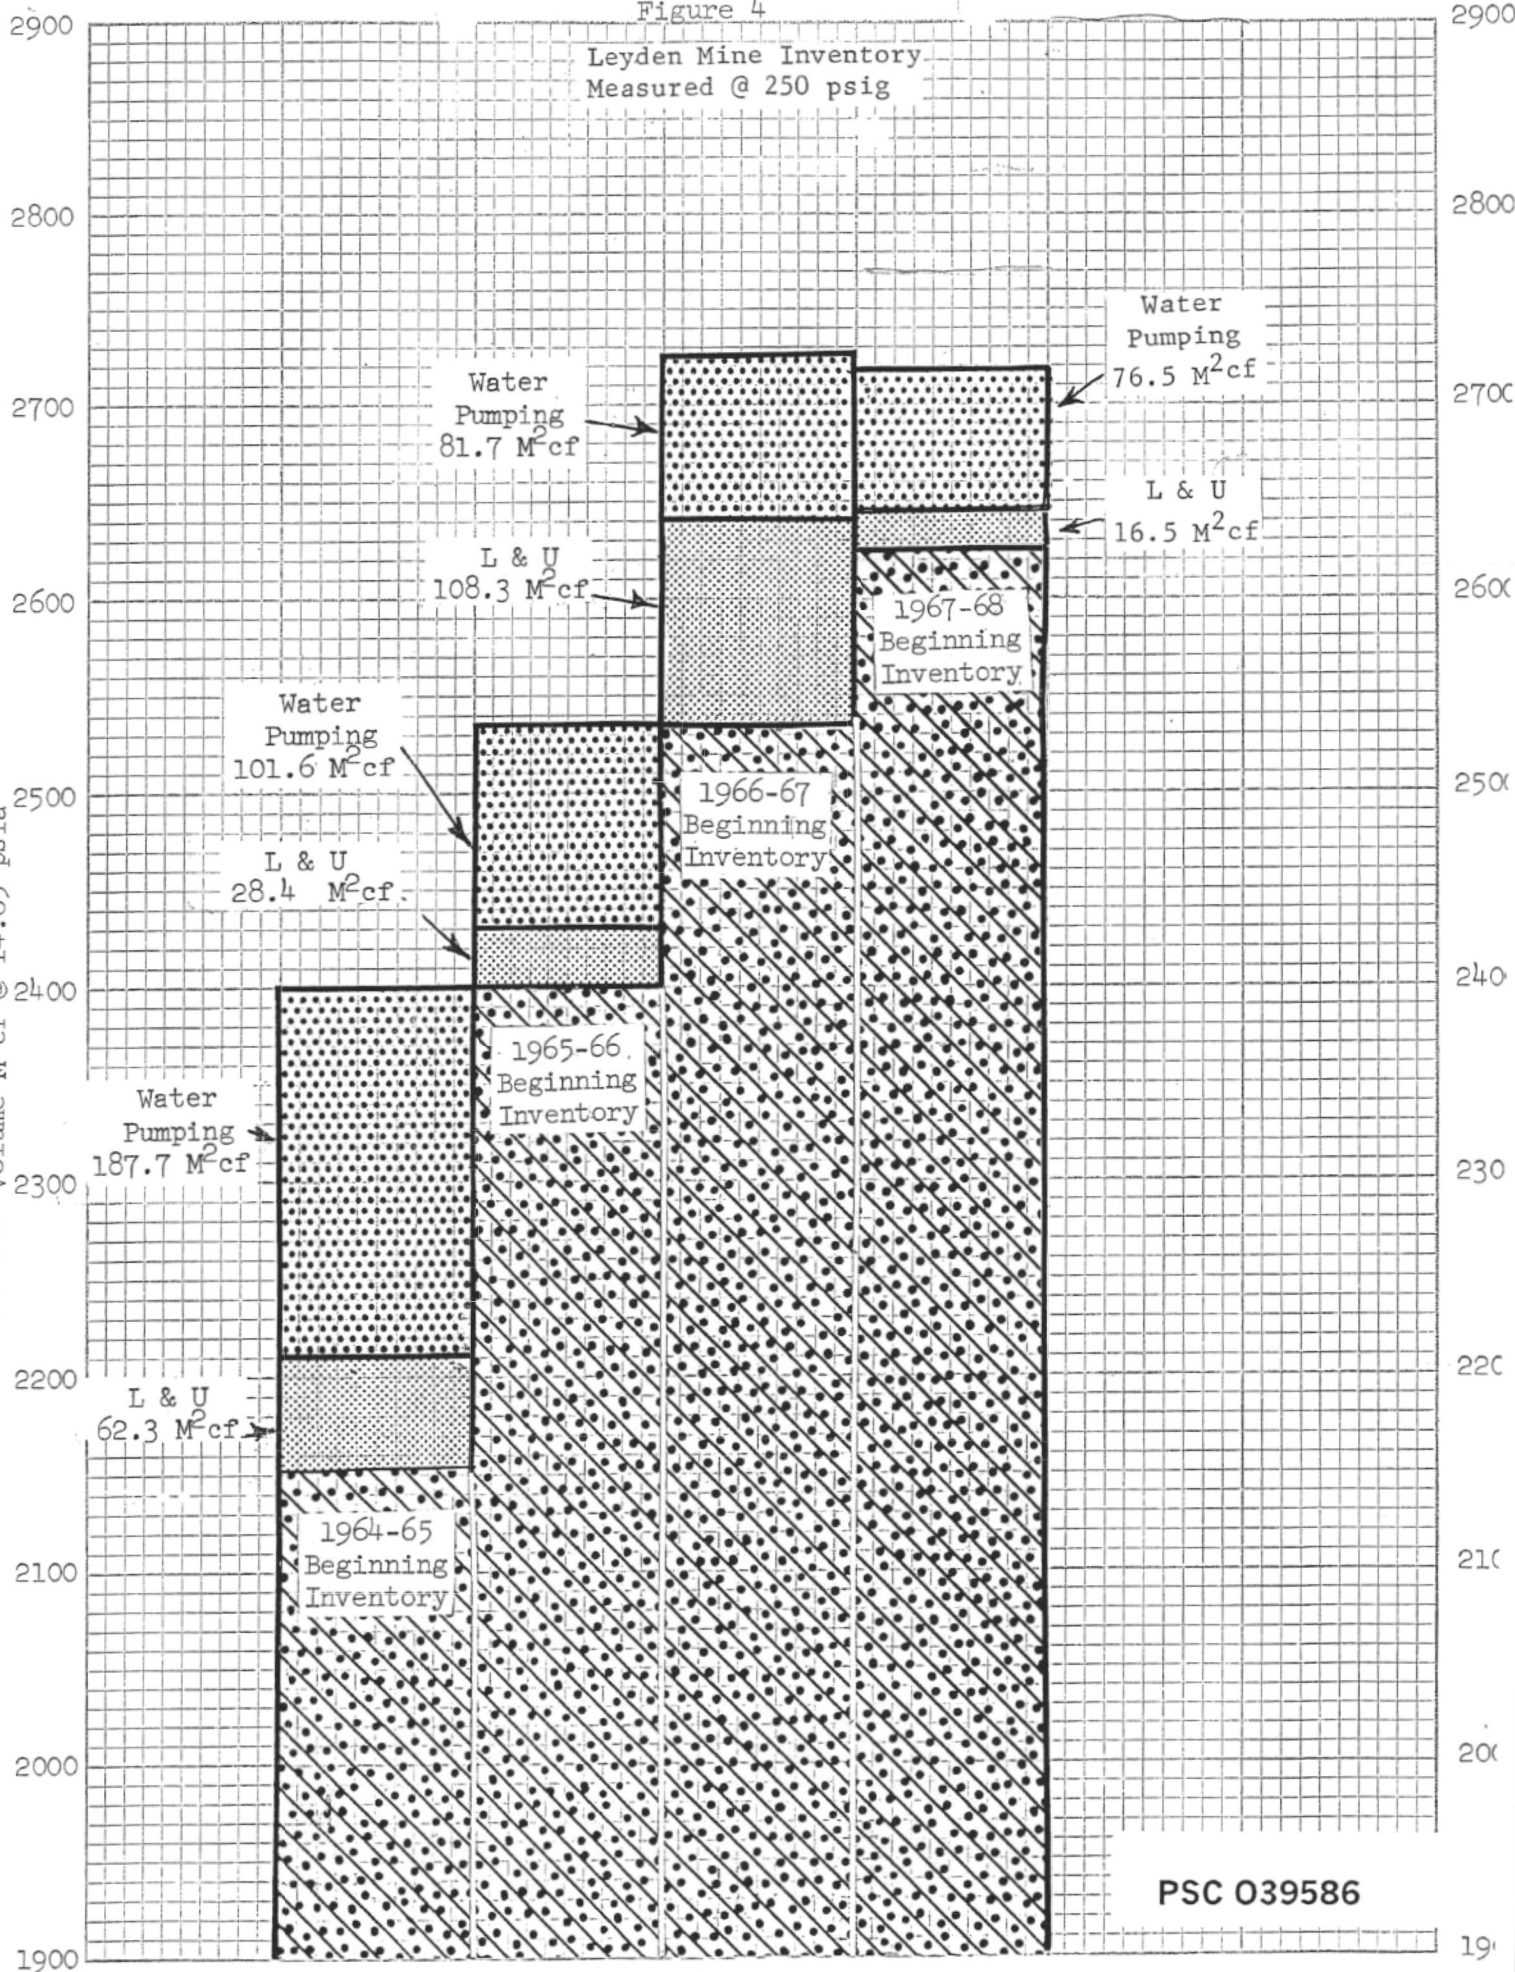 Figure 4
Leyden Mine Inventory
Measured @ 250 psig
2900
2800
2700
2600
2500
2400
2300
2200
2100
2000
1900
2900
2800
Water
Pumping
76.5 M²cf
L & U
16.5 M²cf
Water
Pumping
81.7 M²cf
L & U
108.3 M²cf
1967-68
Beginning
Inventory
Water
Pumping
101.6 M²cf
L & U
28.4 M²cf
1966-67
Beginning
Inventory
1965-66
Beginning
Inventory
Water
Pumping
187.7 M²cf
L & U
62.3 M²cf
1964-65
Beginning
Inventory
PSC 039586